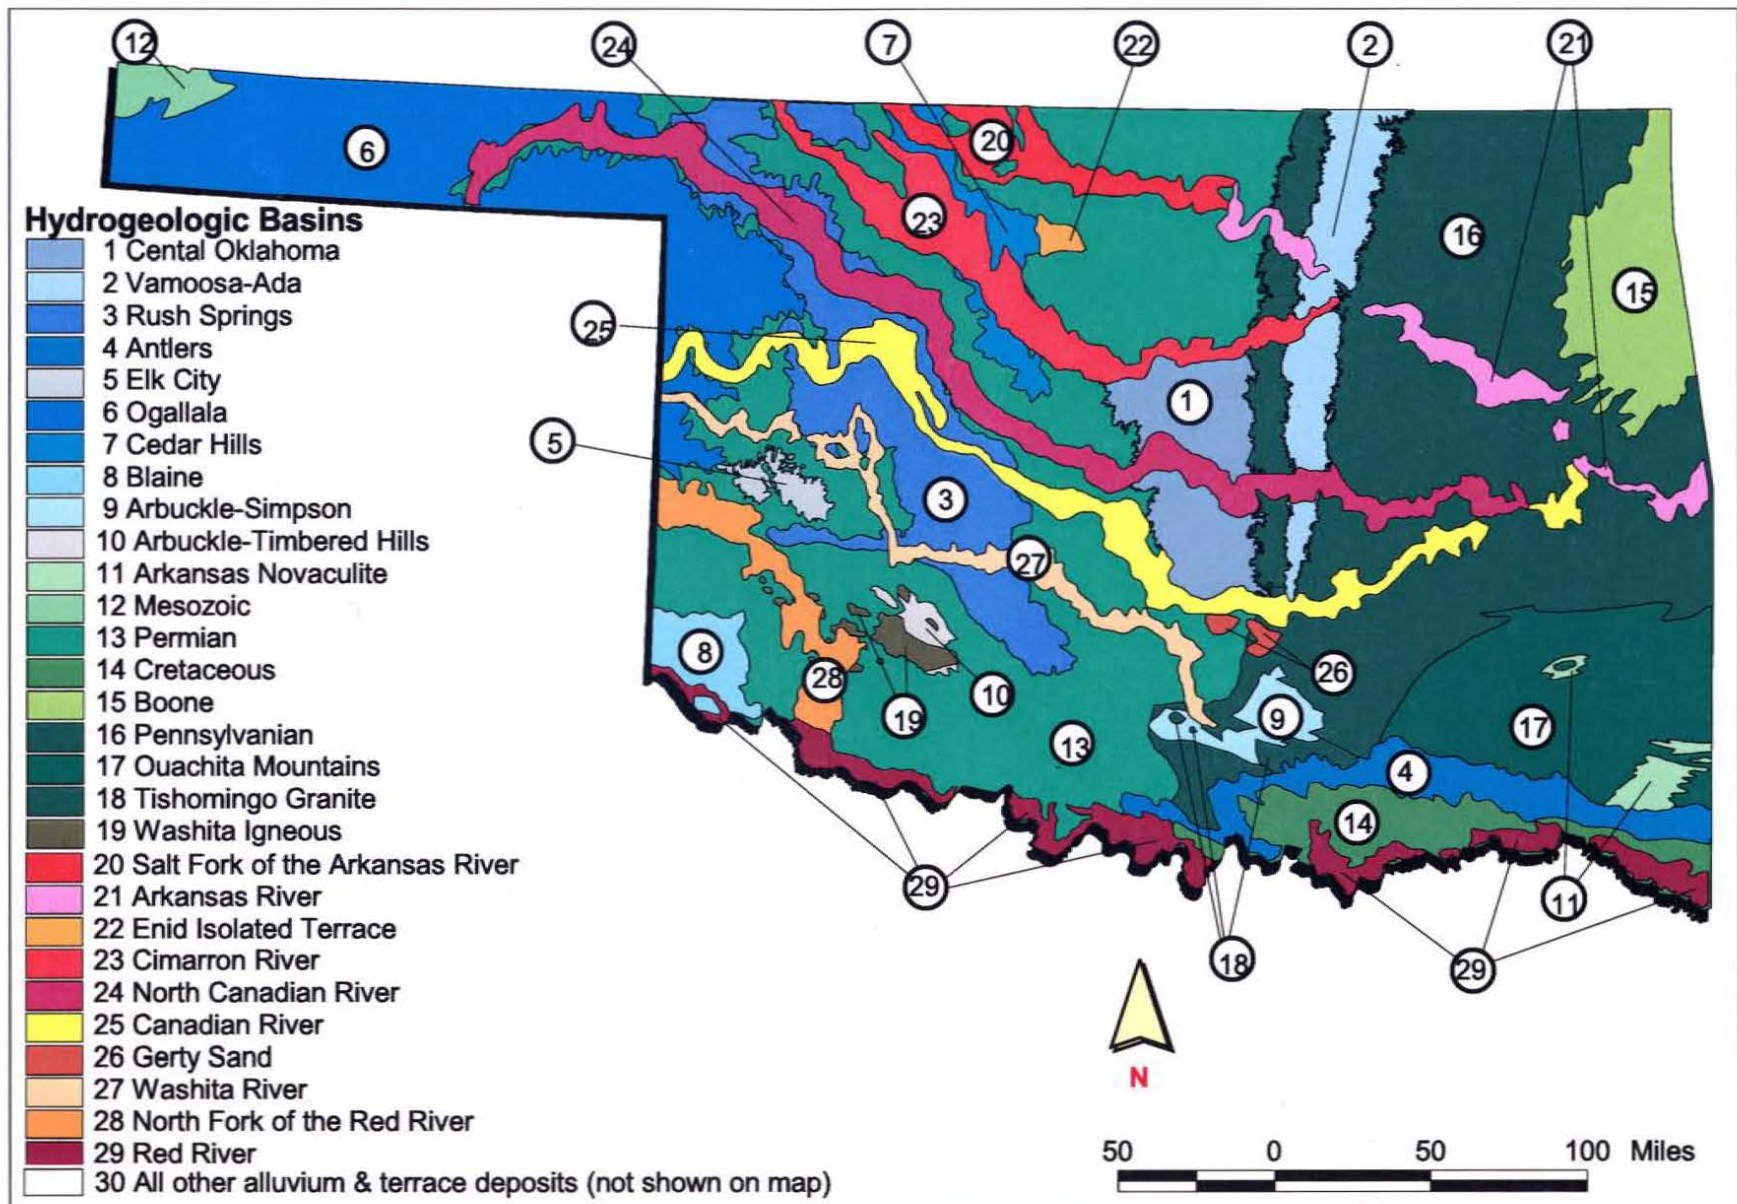 12
24
7
22
2
21
6
20
23
16
15
25
1
5
3
27
8
28
19
10
13
26
9
17
4
14
29
18
11
29
Hydrogeologic Basins
1 Cental Oklahoma
2 Vamoosa-Ada
3 Rush Springs
4 Antlers
5 Elk City
6 Ogallala
7 Cedar Hills
8 Blaine
9 Arbuckle-Simpson
10 Arbuckle-Timbered Hills
11 Arkansas Novaculite
12 Mesozoic
13 Permian
14 Cretaceous
15 Boone
16 Pennsylvanian
17 Ouachita Mountains
18 Tishomingo Granite
19 Washita Igneous
20 Salt Fork of the Arkansas River
21 Arkansas River
22 Enid Isolated Terrace
23 Cimarron River
24 North Canadian River
25 Canadian River
26 Gerty Sand
27 Washita River
28 North Fork of the Red River
29 Red River
30 All other alluvium & terrace deposits (not shown on map)
N
50 0 50 100 Miles